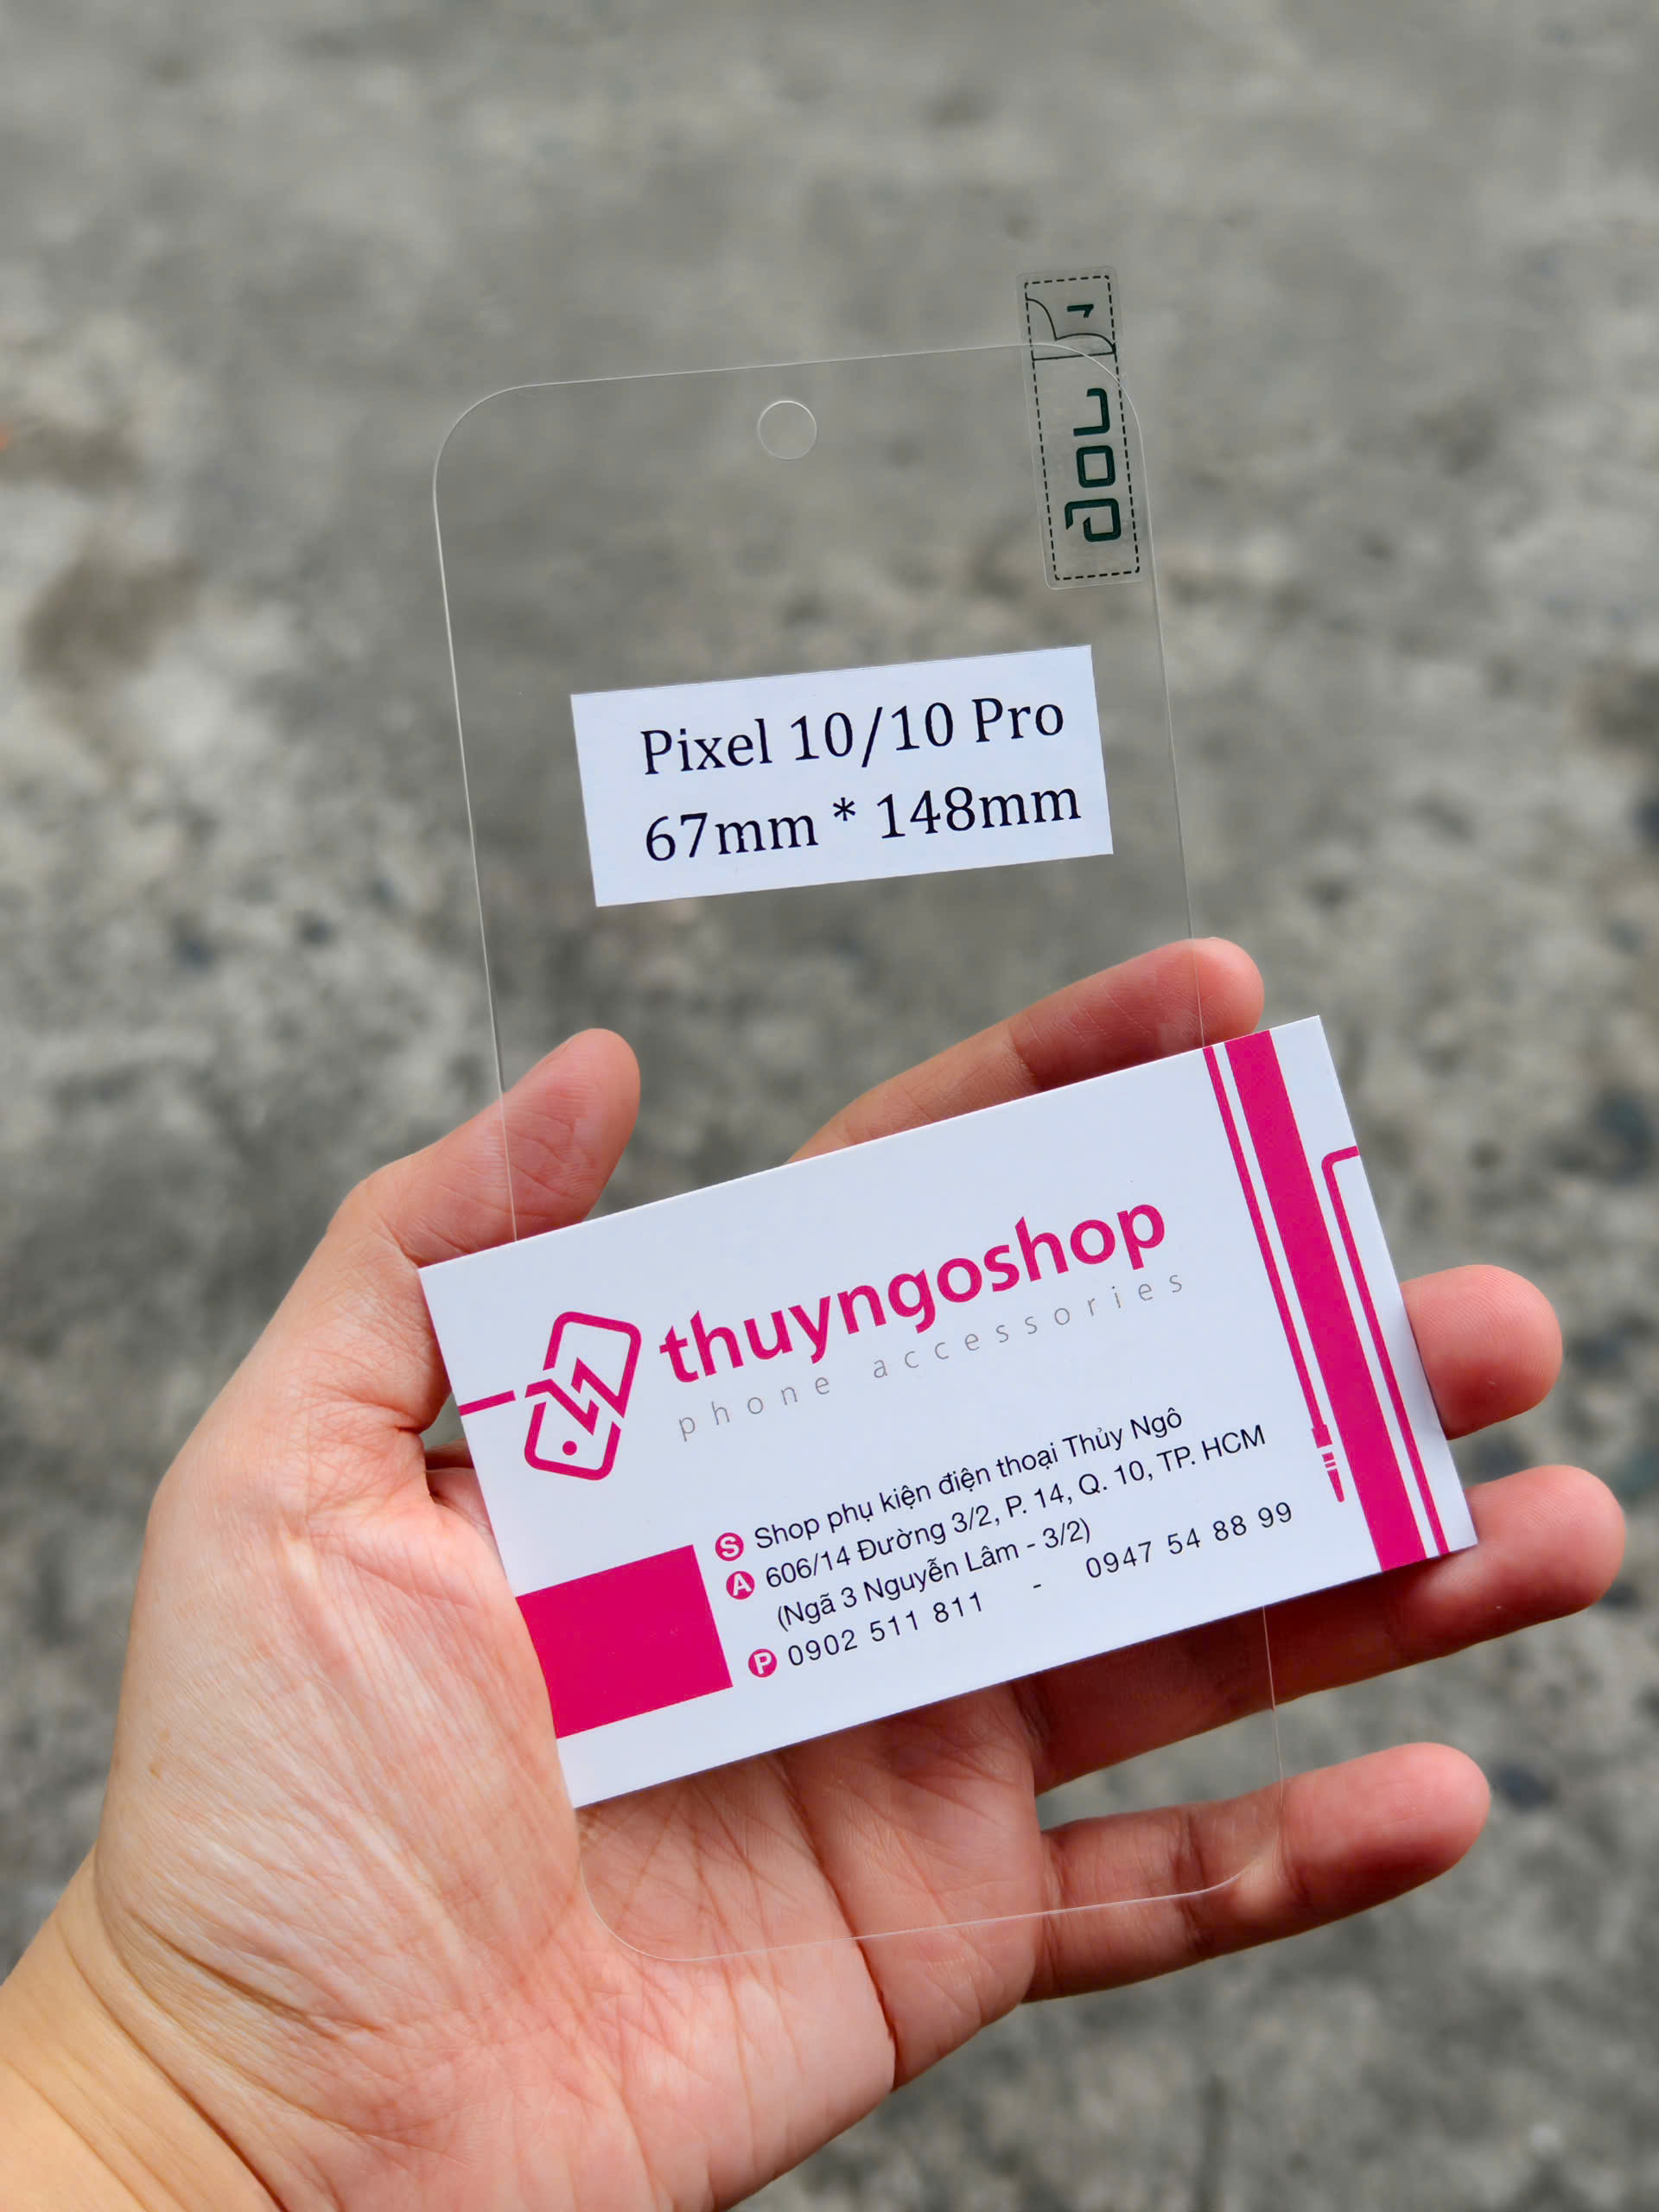 1
Pixel 10/10 Pro
67mm * 148mm
thuyngoshop
phone accessories
S Shop phụ kiện điện thoại Thủy Ngô
A 606/14 Đường 3/2, P. 14, Q. 10, TP. HCM
(Ngã 3 Nguyễn Lâm - 3/2)
P 0902 511 811 - 0947 54 88 99